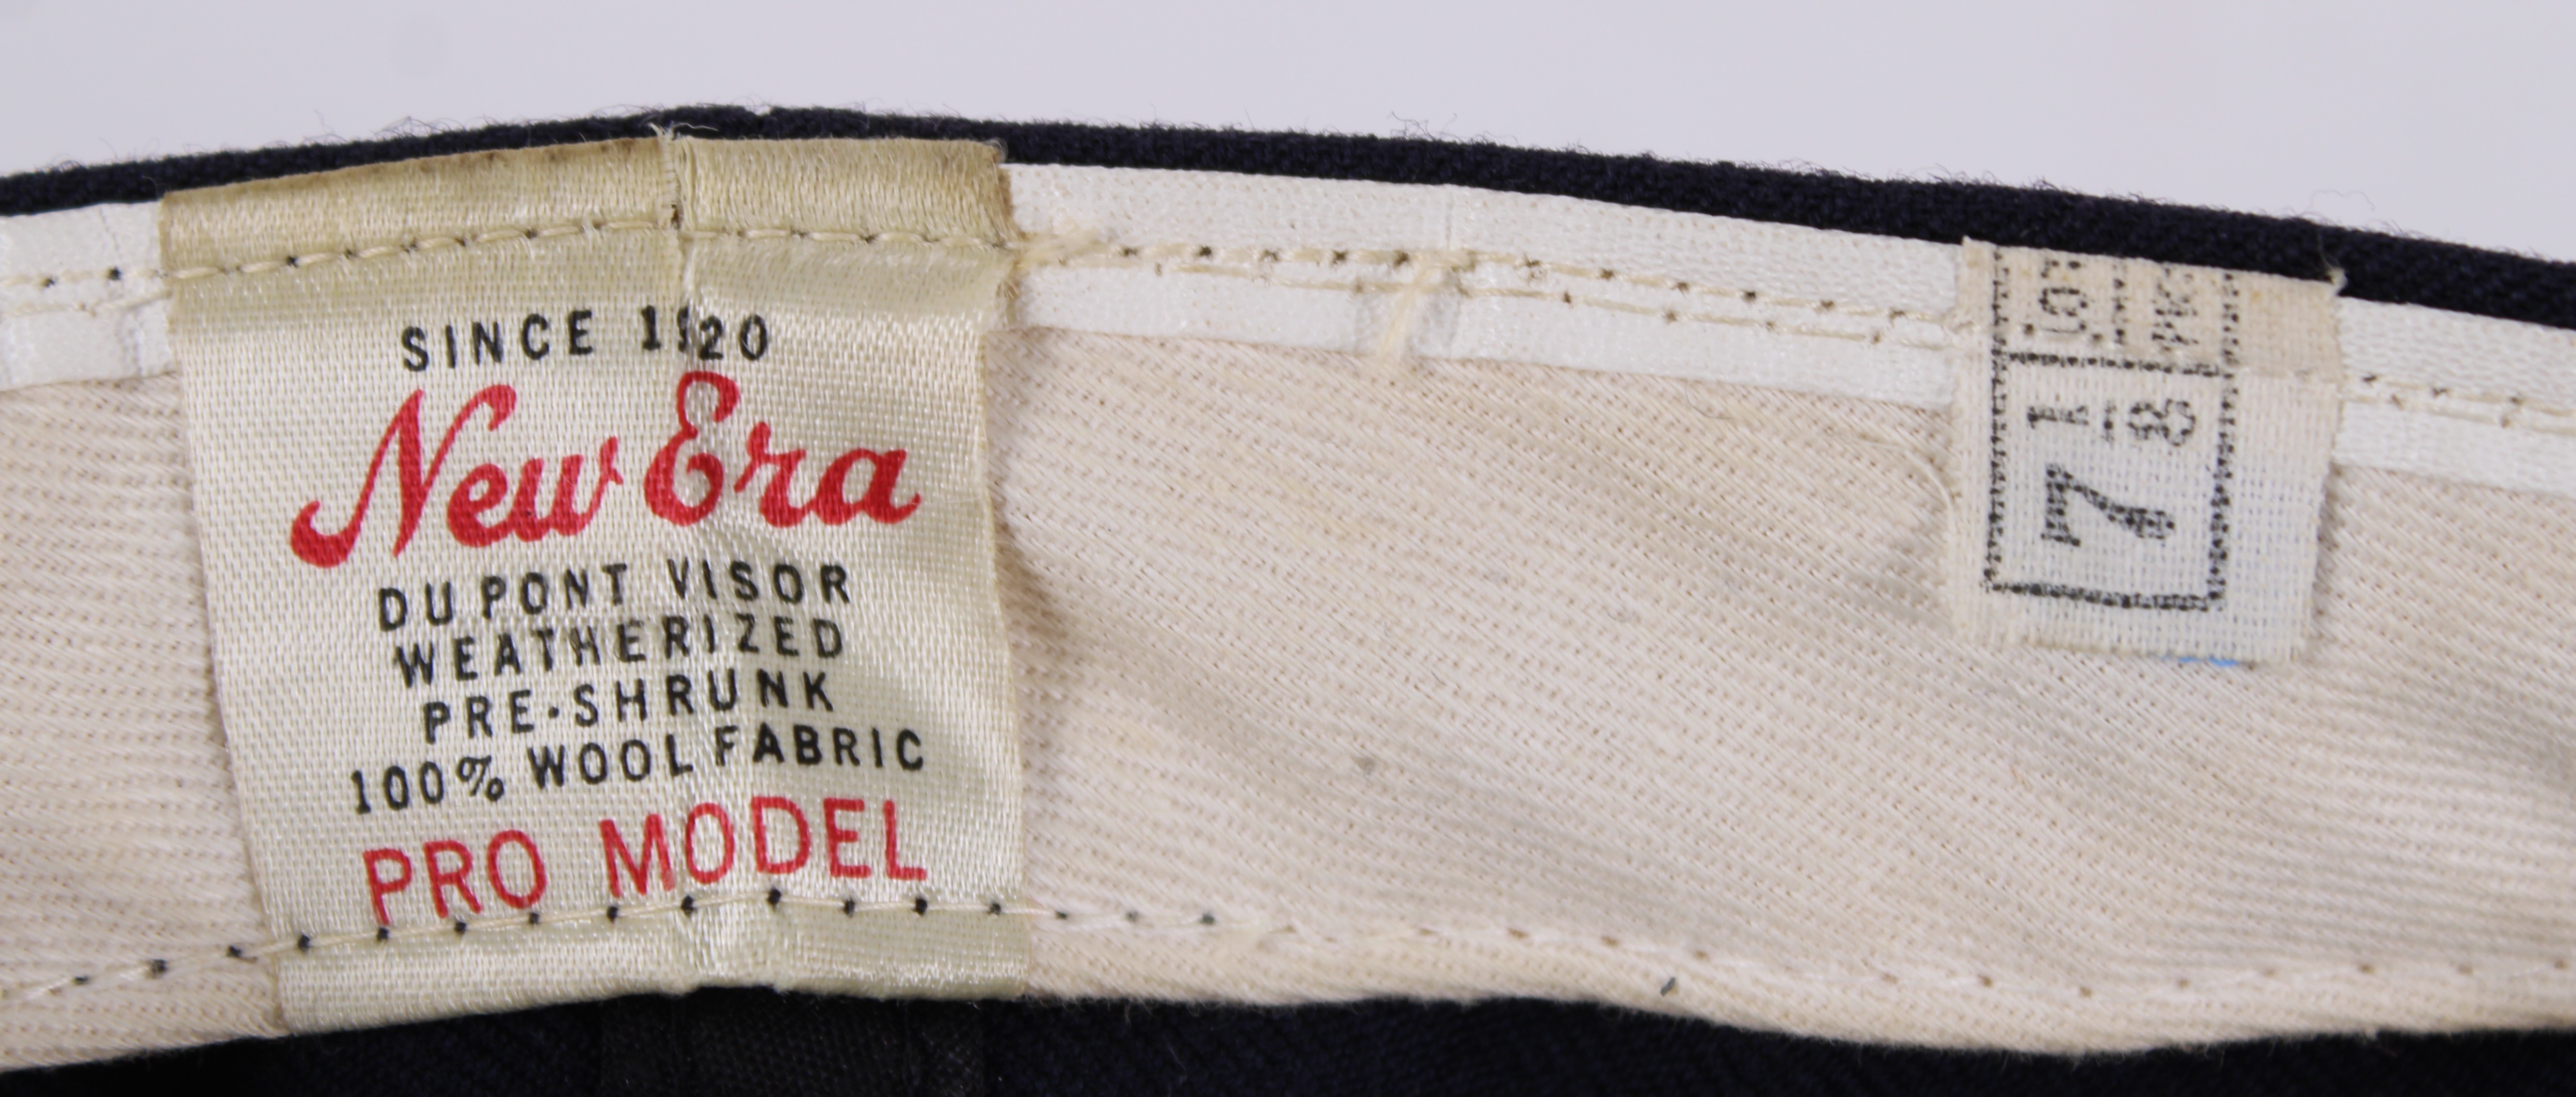 SINCE 1920
New Era
DU PONT VISOR
WEATHERIZED
PRE-SHRUNK
100% WOOL FABRIC
PRO MODEL
7 1/8